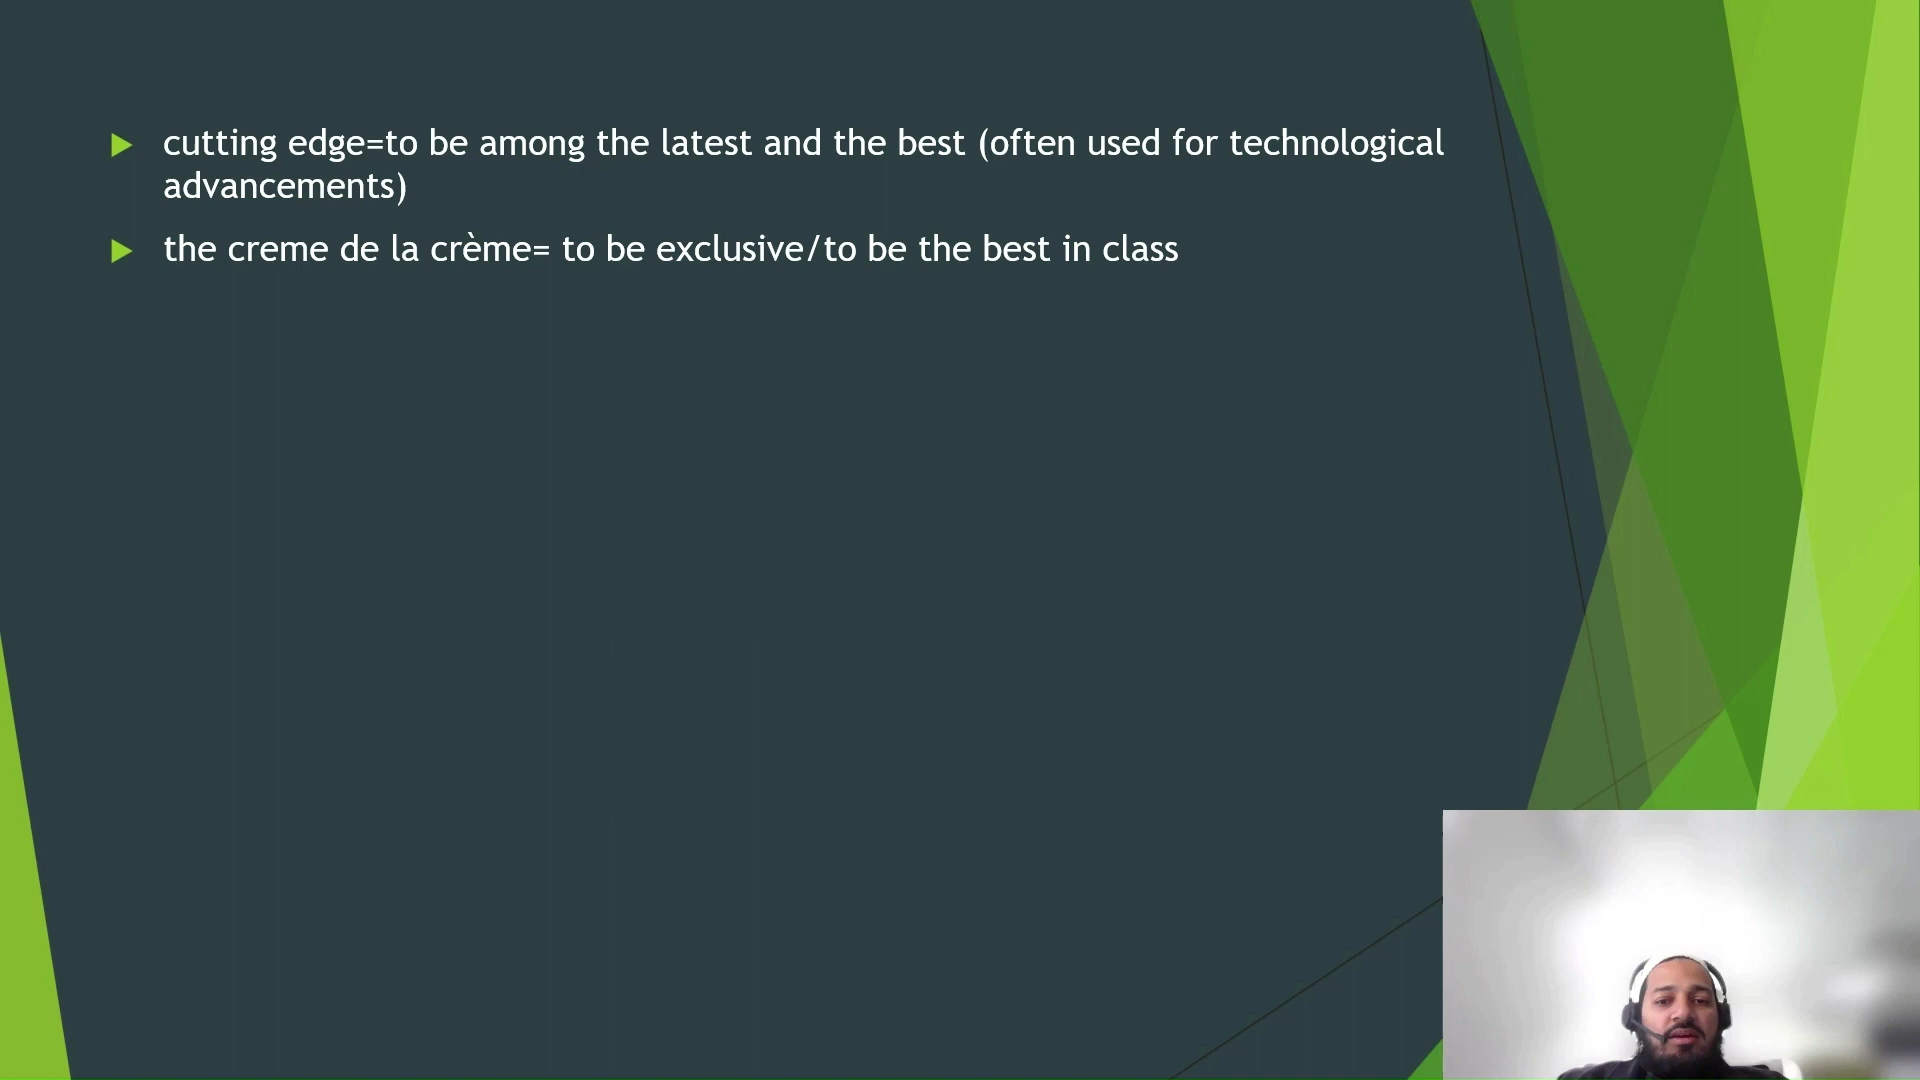 cutting edge=to be among the latest and the best (often used for technological
advancements)
the creme de la crème= to be exclusive/to be the best in class